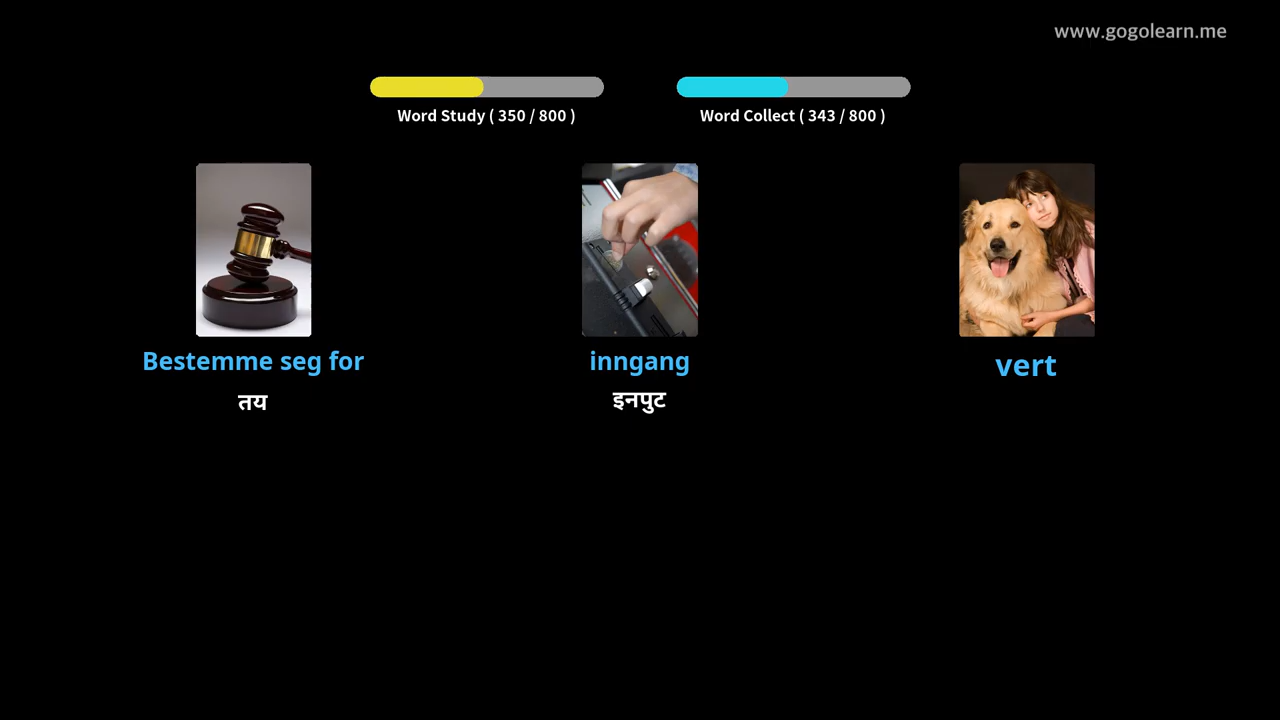 www.gogolearn.me
Word Study ( 350 / 800 )
Word Collect ( 343 / 800 )
Bestemme seg for
inngang
vert
तय
इनपुट